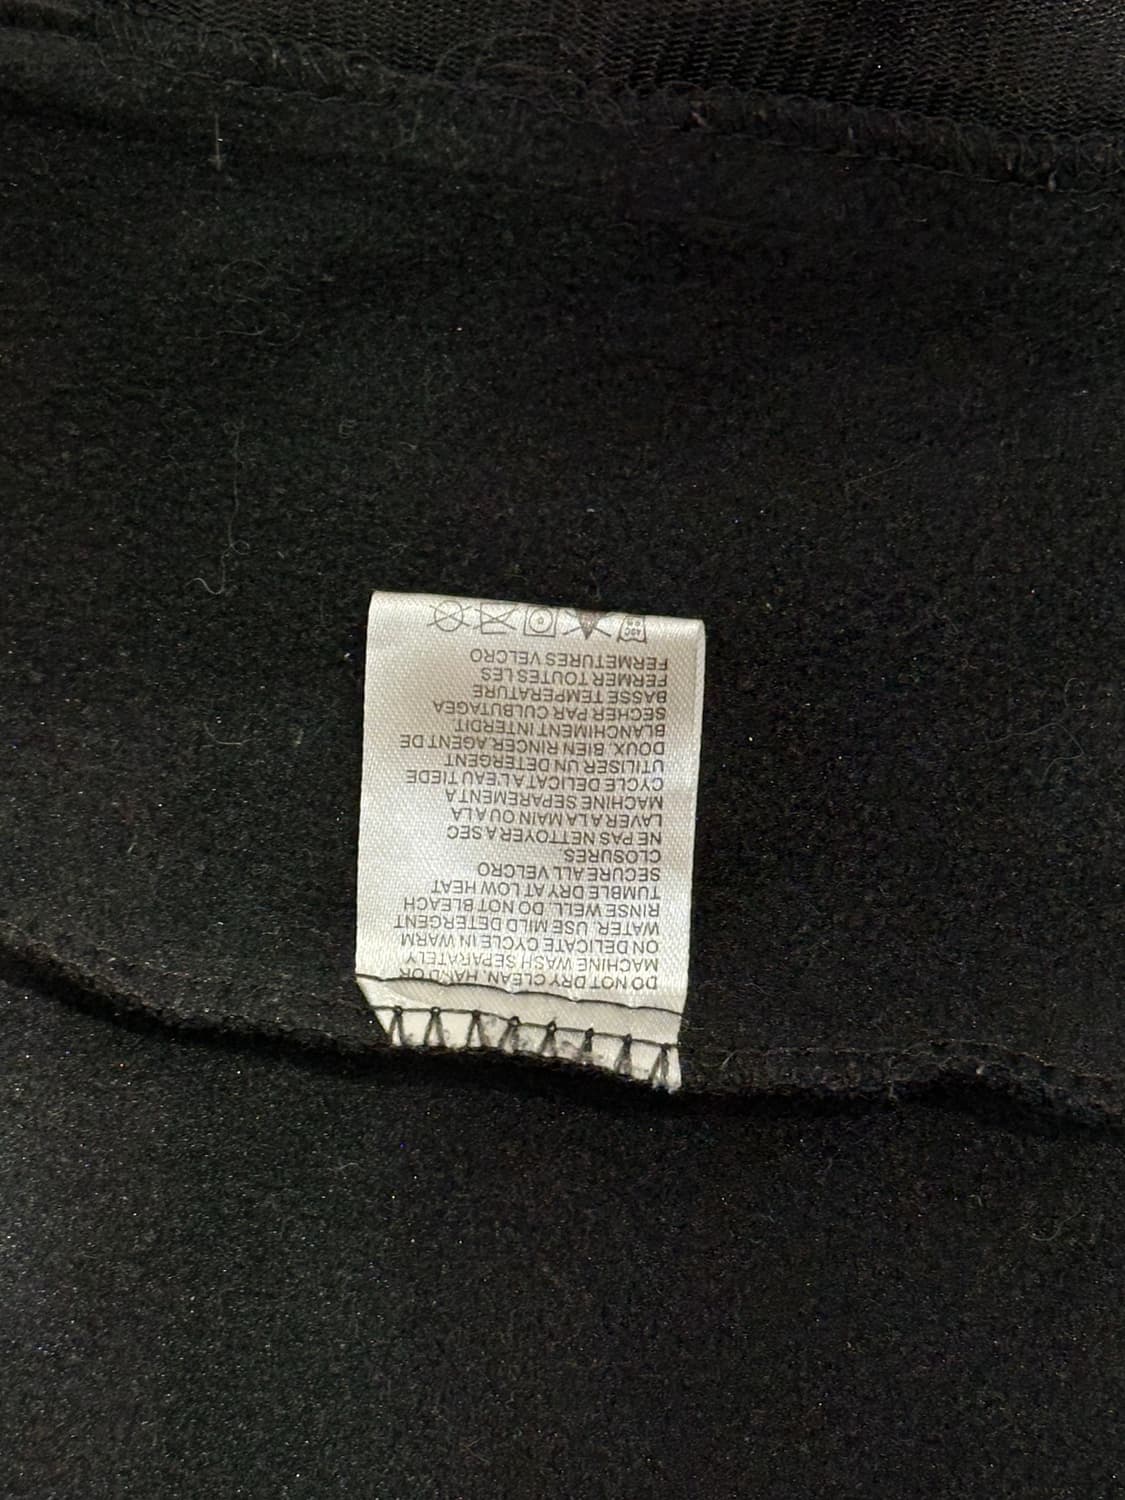 DO NOT DRY CLEAN. HAND OR
MACHINE WASH SEPARATELY
ON DELICATE CYCLE IN WARM
WATER. USE MILD DETERGENT
RINSE WELL. DO NOT BLEACH
TUMBLE DRY AT LOW HEAT
SECURE ALL VELCRO
CLOSURES
NE PAS NETTOYER A SEC
LAVER A LA MAIN OU A LA
MACHINE SEPAREMENT A
CYCLE DELICAT A L'EAU TIEDE
UTILISER UN DETERGENT
DOUX. BIEN RINCER. AGENT DE
BLANCHIMENT INTERDIT.
SECHER PAR CULBUTAGEA
BASSE TEMPERATURE
FERMER TOUTES LES
FERMETURES VELCRO